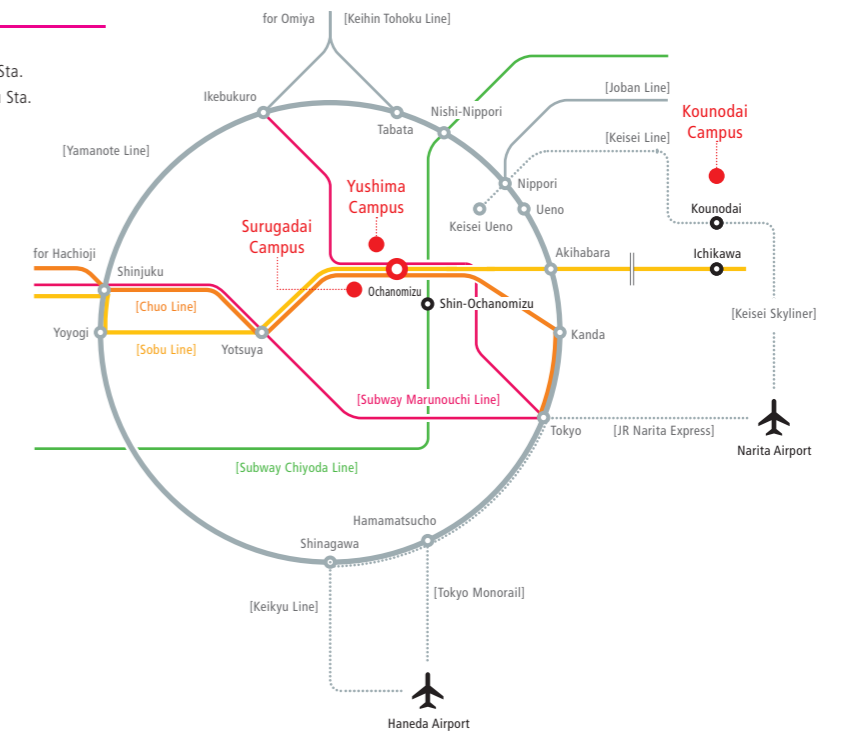 for Omiya
[Keihin Tohoku Line]
Sta.
Sta.
Ikebukuro
Tabata
Nishi-Nippori
[Joban Line]
Kounodai
Campus
[Yamanote Line]
[Keisei Line]
Nippori
Yushima
Campus
Ueno
Kounodai
Surugadai
Campus
Keisei Ueno
for Hachioji
Shinjuku
Akihabara
Ichikawa
Ochanomizu
[Chuo Line]
Shin-Ochanomizu
[Keisei Skyliner]
Yoyogi
[Sobu Line]
Yotsuya
Kanda
[Subway Marunouchi Line]
Tokyo
[JR Narita Express]
Narita Airport
[Subway Chiyoda Line]
Hamamatsucho
Shinagawa
[Keikyu Line]
[Tokyo Monorail]
Haneda Airport